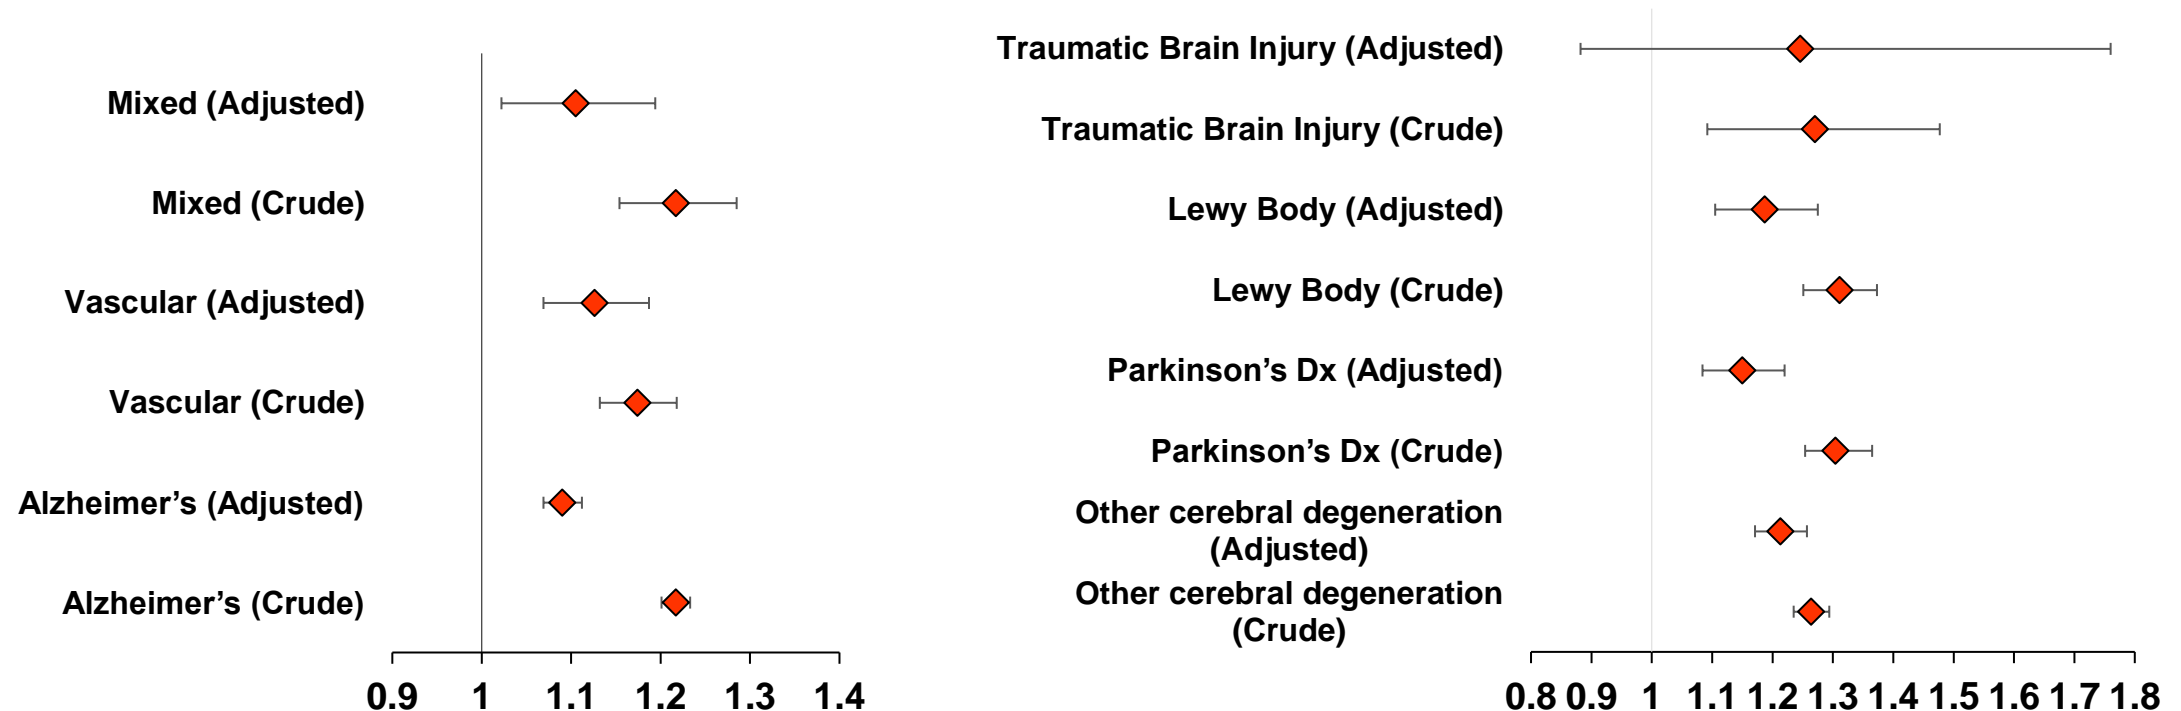 Mixed (Adjusted)
Mixed (Crude)
Vascular (Adjusted)
Vascular (Crude)
Alzheimer’s (Adjusted)
Alzheimer’s (Crude)
0.9 1 1.1 1.2 1.3 1.4
Traumatic Brain Injury (Adjusted)
Traumatic Brain Injury (Crude)
Lewy Body (Adjusted)
Lewy Body (Crude)
Parkinson’s Dx (Adjusted)
Parkinson’s Dx (Crude)
Other cerebral degeneration
(Adjusted)
Other cerebral degeneration
(Crude)
0.8 0.9 1 1.1 1.2 1.3 1.4 1.5 1.6 1.7 1.8